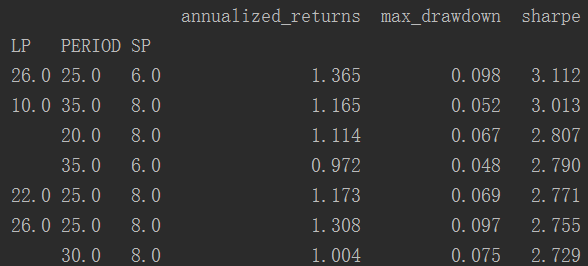 annualized_returns max_drawdown sharpe
LP PERIOD SP
26.0 25.0 6.0 1.365 0.098 3.112
10.0 35.0 8.0 1.165 0.052 3.013
20.0 8.0 1.114 0.067 2.807
35.0 6.0 0.972 0.048 2.790
22.0 25.0 8.0 1.173 0.069 2.771
26.0 25.0 8.0 1.308 0.097 2.755
30.0 8.0 1.004 0.075 2.729